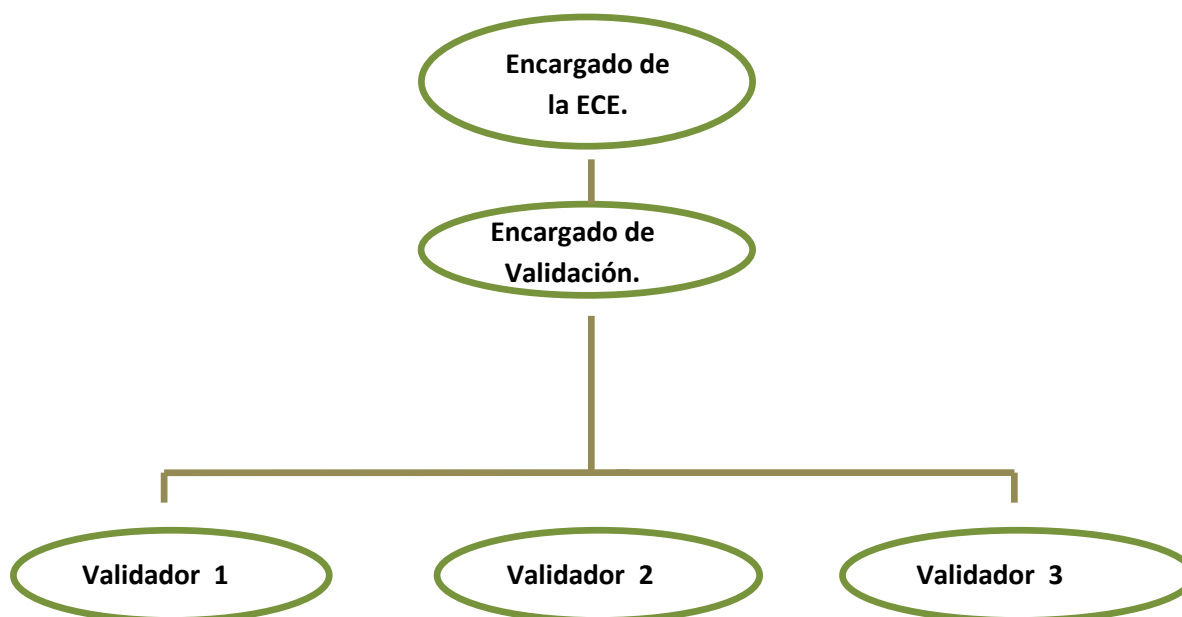 Encargado de
la ECE.
Encargado de
Validación.
Validador 1
Validador 2
Validador 3